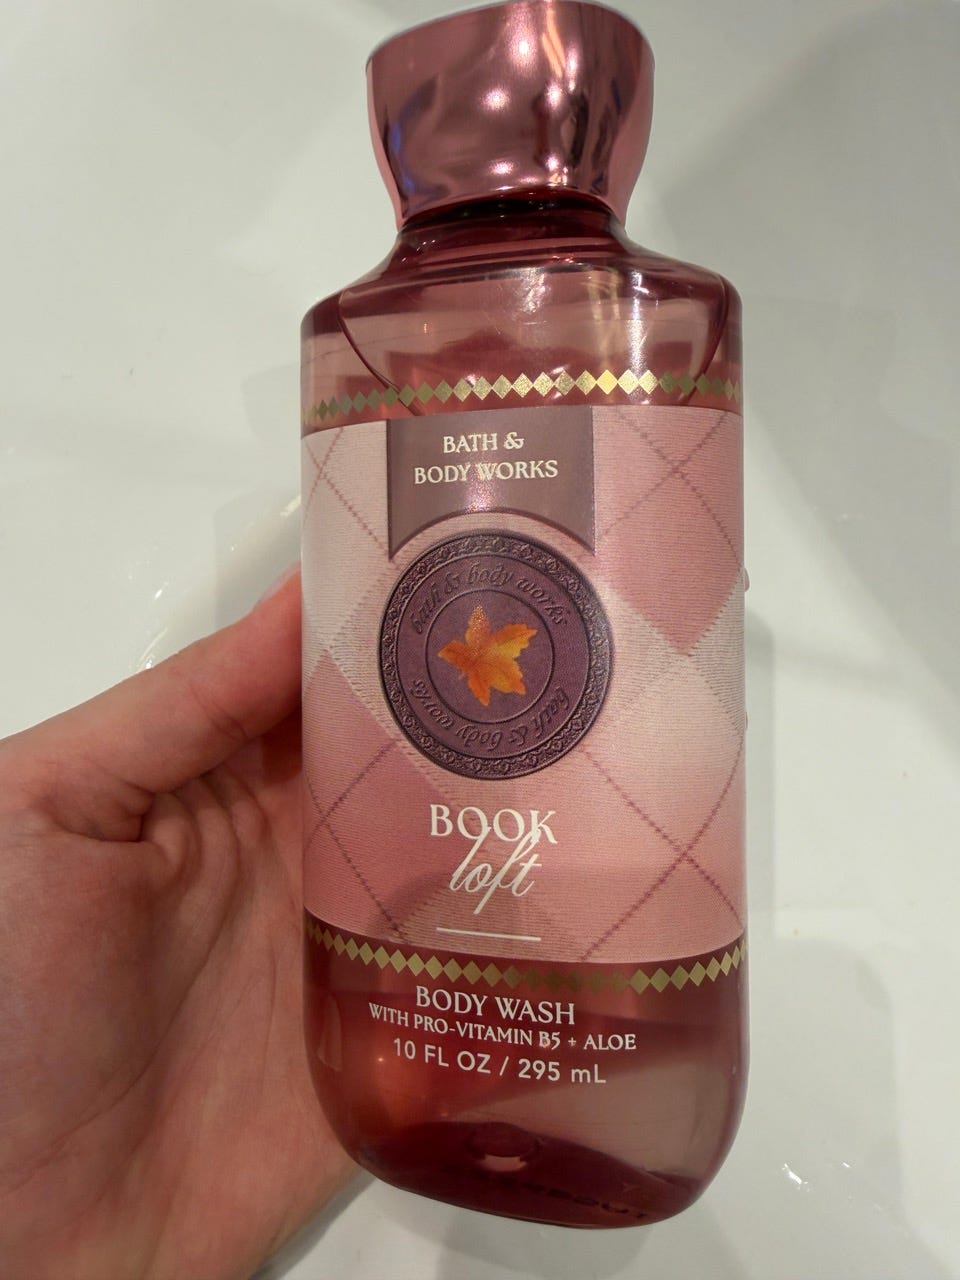 BATH &
BODY WORKS
bath & body works
bath & body works
BOOK
loft
BODY WASH
WITH PRO-VITAMIN B5 + ALOE
10 FL OZ / 295 mL